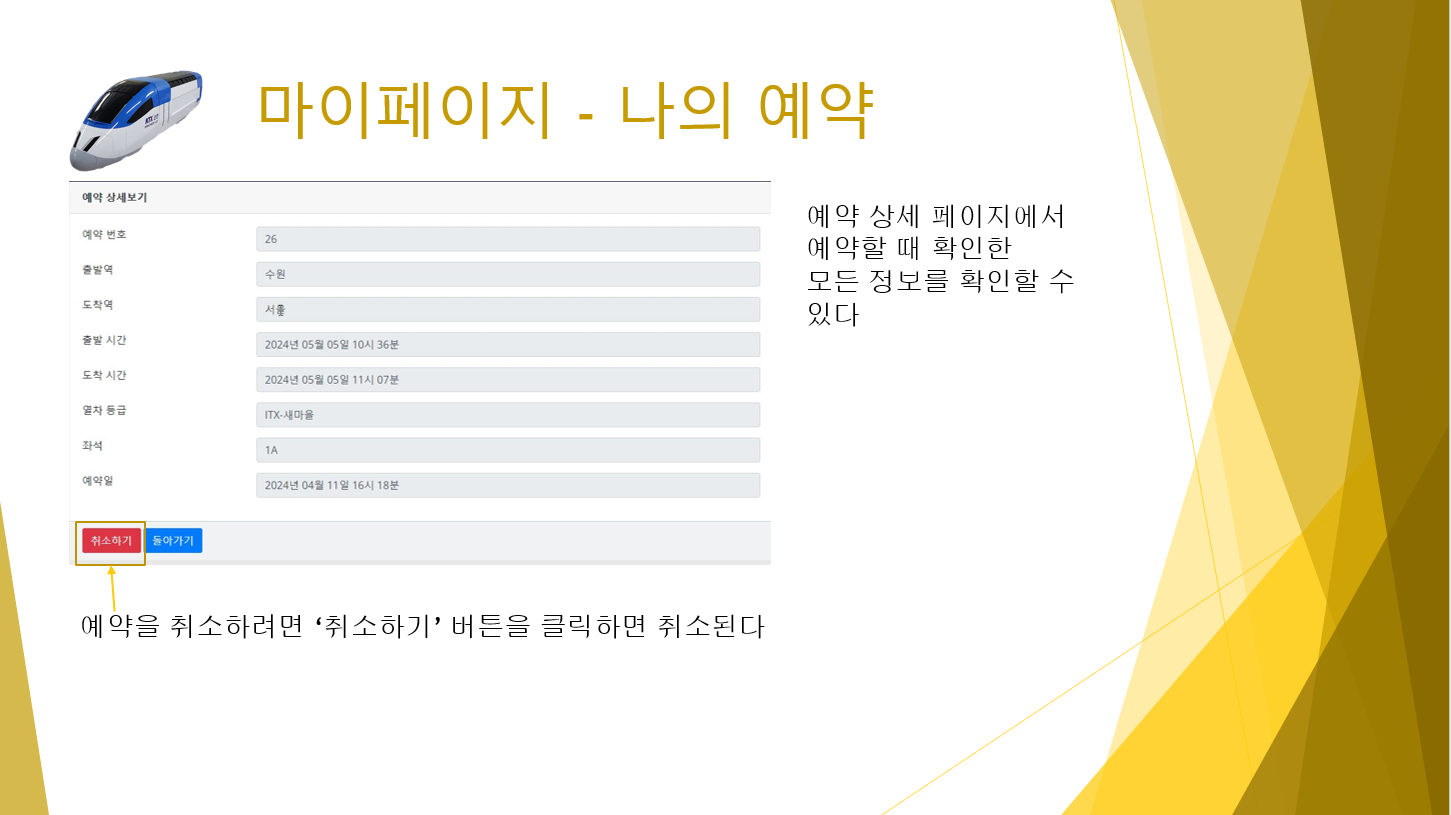 마이페이지 - 나의 예약
예약 상세보기
예약 번호
26
출발역
수원
도착역
출발 시간
2024년 05월 05일 10시 36분
도착 시간
2024년 05월 05일 11시 07분
열차 등급
ITX-새마을
좌석
1A
예약일
2024년 04월 11일 16시 18분
취소하기 돌아가기
예약 상세 페이지에서
예약할 때 확인한
모든 정보를 확인할 수
있다
예약을 취소하려면 ‘취소하기’ 버튼을 클릭하면 취소된다